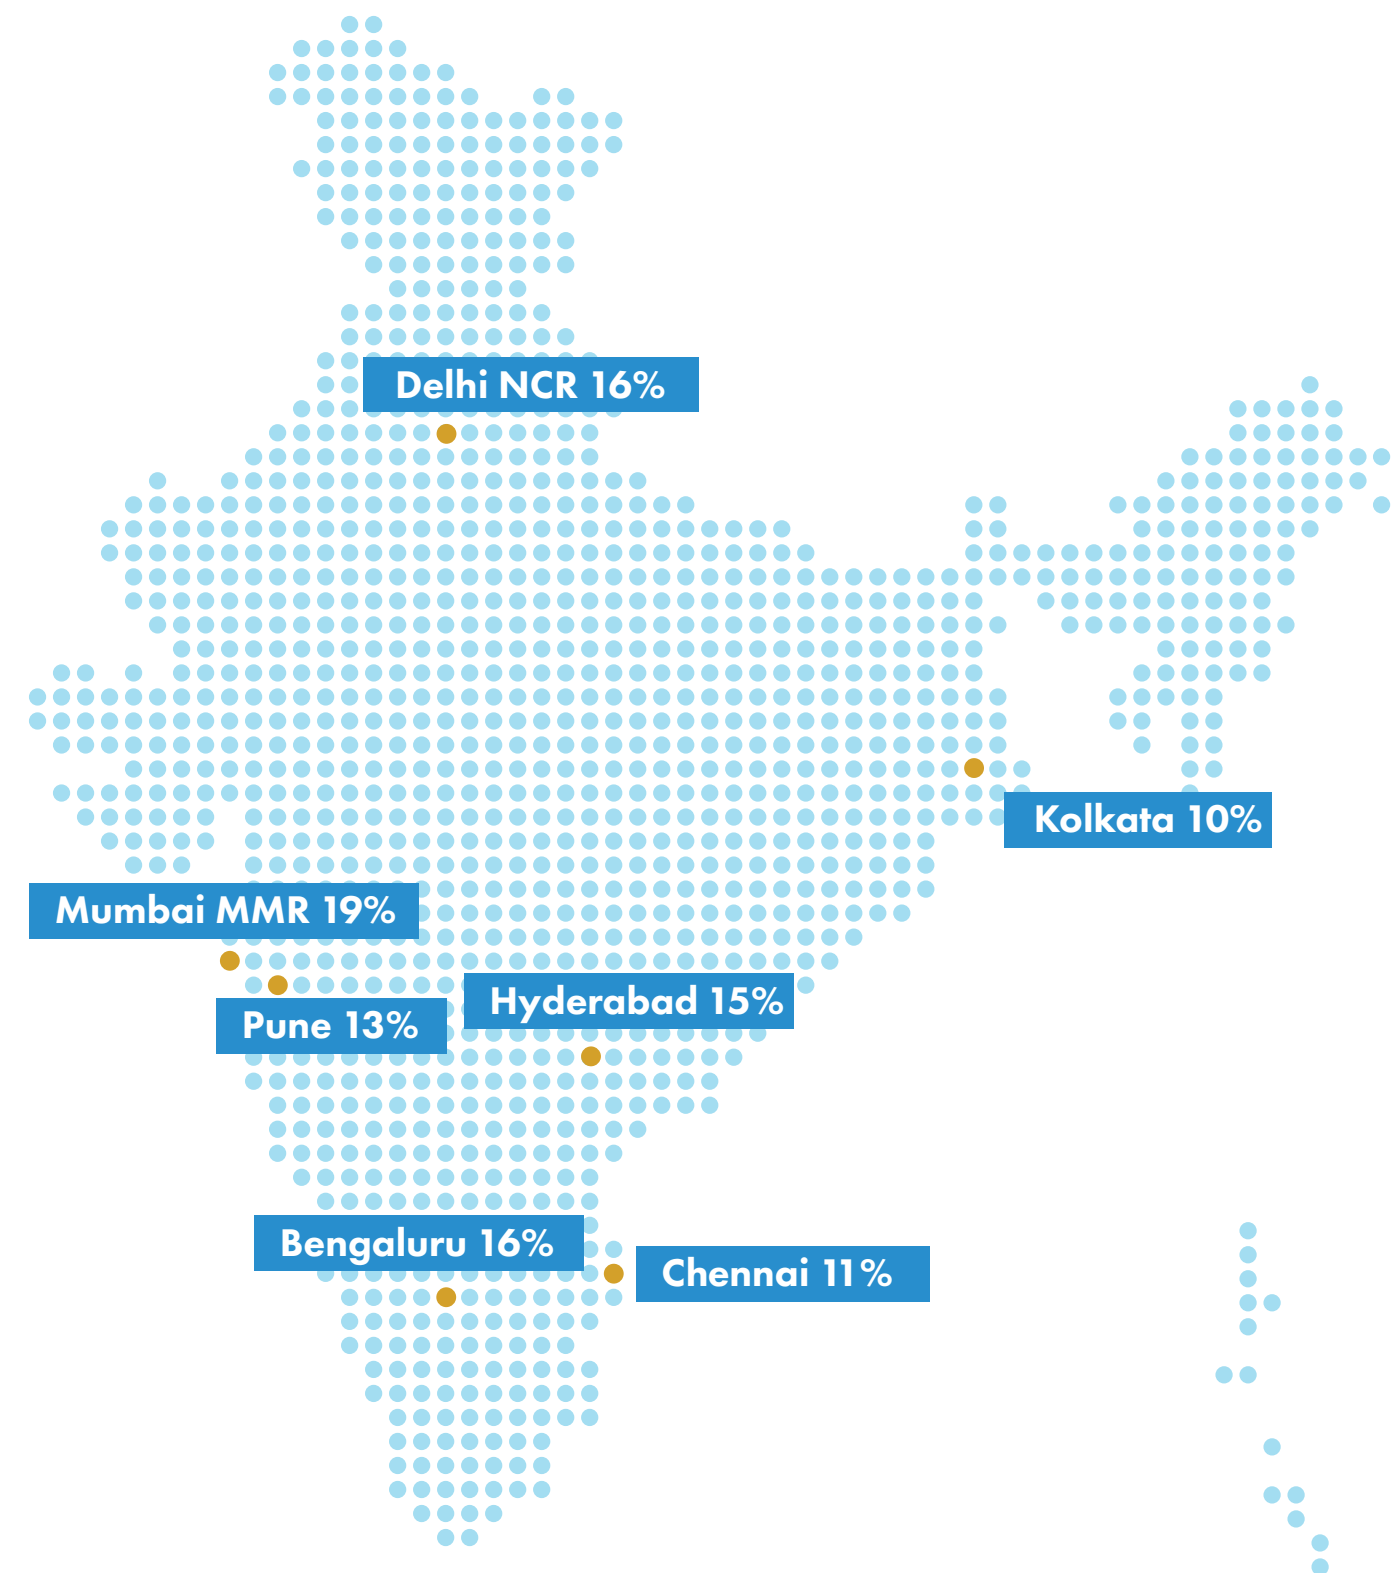 Delhi NCR 16%
Kolkata 10%
Mumbai MMR 19%
Hyderabad 15%
Pune 13%
Bengaluru 16%
Chennai 11%